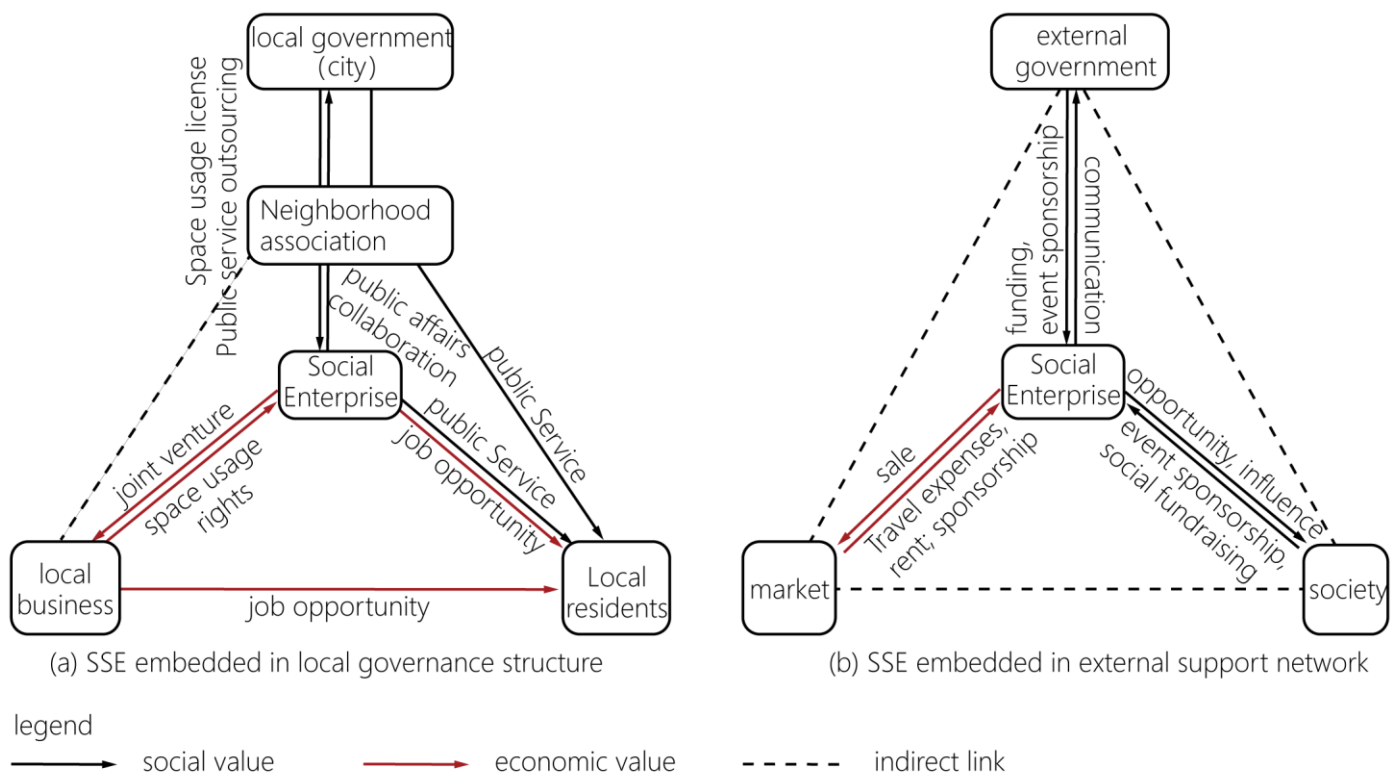 local government
(city)
Space usage license
Public service outsourcing
Neighborhood
association
public affairs
collaboration
public Service
Social
Enterprise
joint venture
space usage
rights
public Service
job opportunity
local
business
job opportunity
Local
residents
(a) SSE embedded in local governance structure
external
government
funding,
event sponsorship
communication
Social
Enterprise
sale
Travel expenses,
rent; sponsorship
opportunity, influence
event sponsorship,
social fundraising
market
society
(b) SSE embedded in external support network
legend
social value
economic value
indirect link